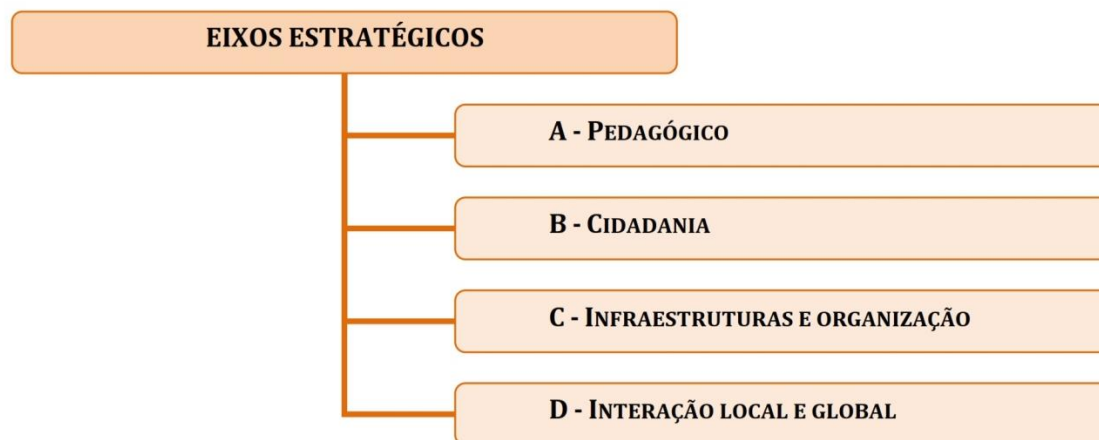 EIXOS ESTRATÉGICOS
A - PEDAGÓGICO
B - CIDADANIA
C - INFRAESTRUTURAS E ORGANIZAÇÃO
D - INTERAÇÃO LOCAL E GLOBAL